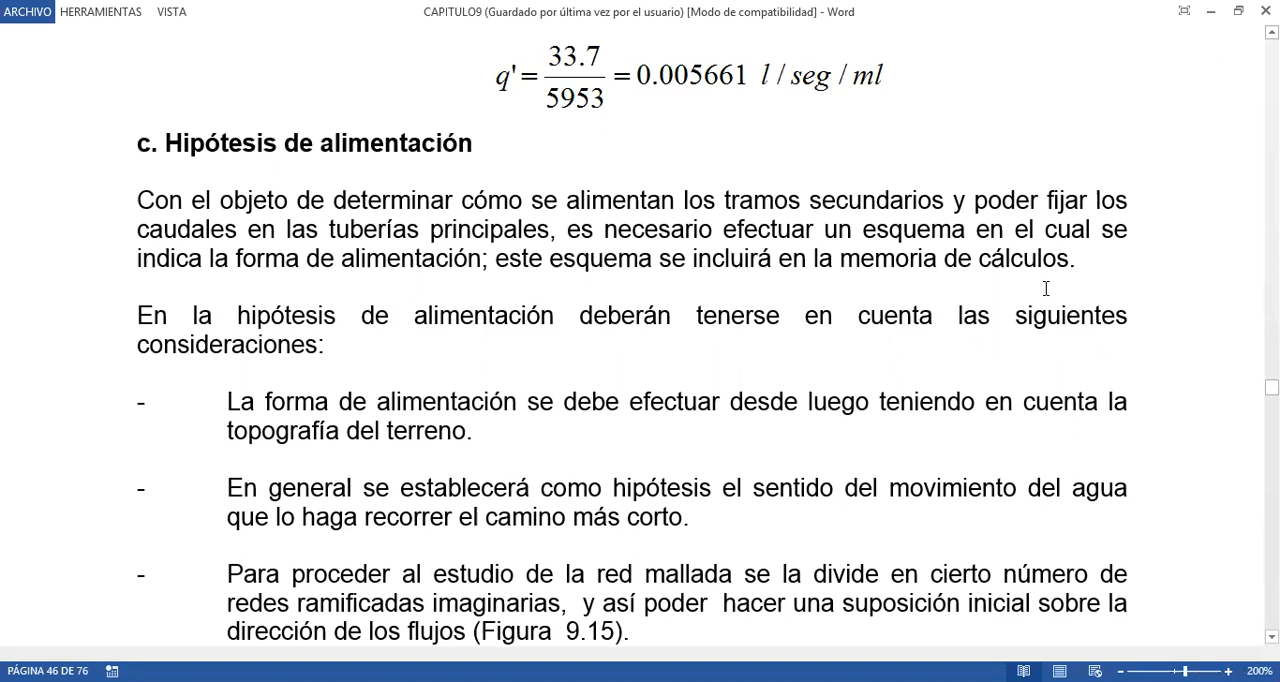 ARCHIVO HERRAMIENTAS VISTA CAPITULO9 (Guardado por última vez por el usuario) [Modo de compatibilidad] - Word
q' = 33.7 / 5953 = 0.005661 l / seg / ml
c. Hipótesis de alimentación
Con el objeto de determinar cómo se alimentan los tramos secundarios y poder fijar los
caudales en las tuberías principales, es necesario efectuar un esquema en el cual se
indica la forma de alimentación; este esquema se incluirá en la memoria de cálculos.
En la hipótesis de alimentación deberán tenerse en cuenta las siguientes
consideraciones:
- La forma de alimentación se debe efectuar desde luego teniendo en cuenta la
topografía del terreno.
- En general se establecerá como hipótesis el sentido del movimiento del agua
que lo haga recorrer el camino más corto.
- Para proceder al estudio de la red mallada se la divide en cierto número de
redes ramificadas imaginarias, y así poder hacer una suposición inicial sobre la
dirección de los flujos (Figura 9.15).
PÁGINA 46 DE 76 200%